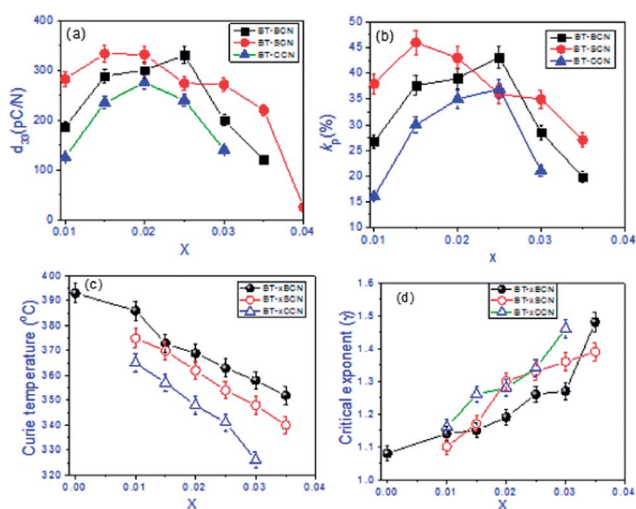 (a)
BT-BCN
BT-SCN
BT-CCN
400
300
200
100
0
d33(pC/N)
0.01
0.02
0.03
0.04
X
(b)
BT-BCN
BT-SCN
BT-CCN
50
45
40
35
30
25
20
15
10
kp(%)
0.01
0.02
0.03
0.04
x
(c)
BT-xBCN
BT-xSCN
BT-xCCN
400
390
380
370
360
350
340
330
320
Curie temperature (°C)
0.00
0.01
0.02
0.03
0.04
X
(d)
BT-xBCN
BT-xSCN
BT-xCCN
1.6
1.5
1.4
1.3
1.2
1.1
1.0
Critical exponent (γ)
0.00
0.01
0.02
0.03
0.04
X